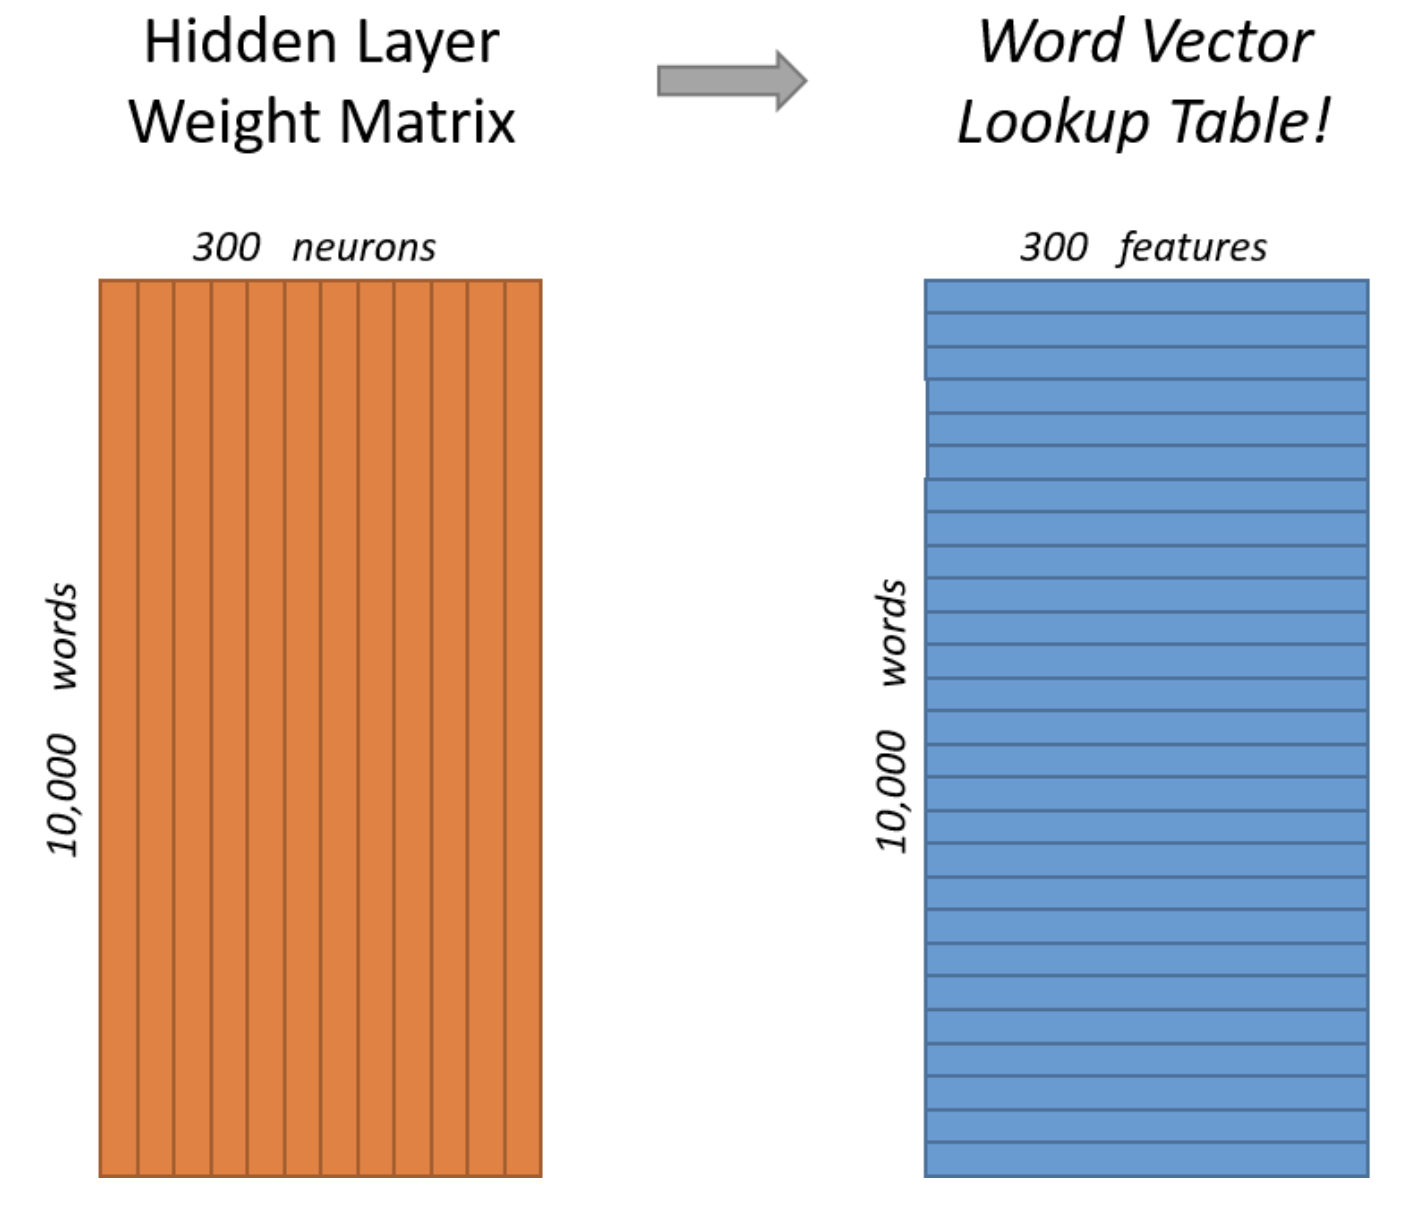 Hidden Layer
Weight Matrix
Word Vector
Lookup Table!
300 neurons
10,000 words
300 features
10,000 words